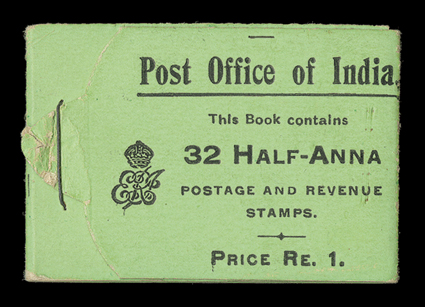 Post Office of India.
This Book contains
32 HALF-ANNA
POSTAGE AND REVENUE
STAMPS.
PRICE RE. 1.